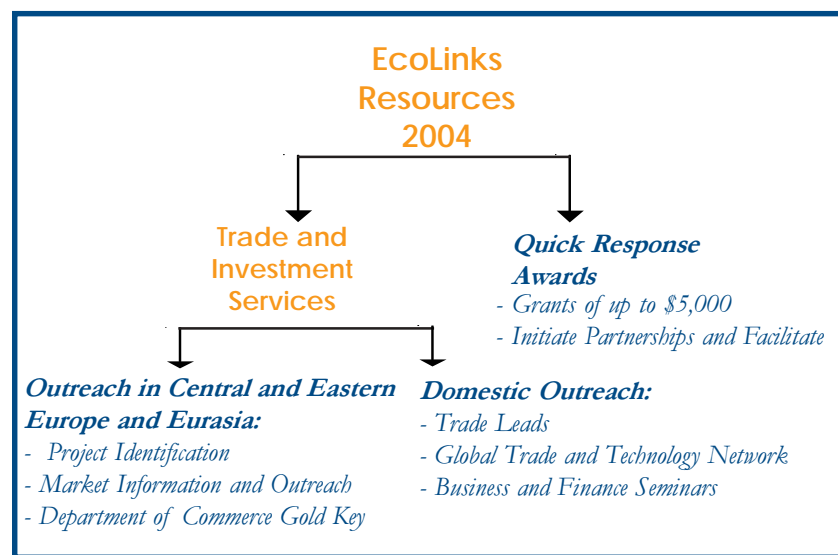 EcoLinks
Resources
2004
Trade and
Investment
Services
Quick Response
Awards
- Grants of up to $5,000
- Initiate Partnerships and Facilitate
Outreach in Central and Eastern
Europe and Eurasia:
- Project Identification
- Market Information and Outreach
- Department of Commerce Gold Key
Domestic Outreach:
- Trade Leads
- Global Trade and Technology Network
- Business and Finance Seminars